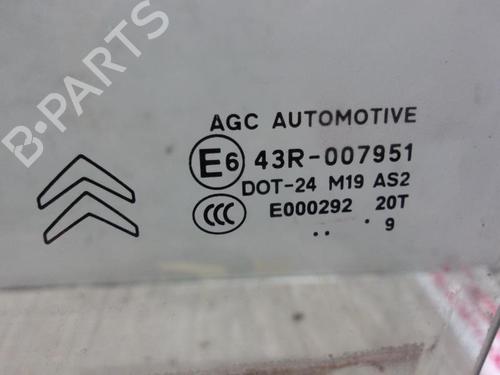 B-PARTS
AGC AUTOMOTIVE
E6 43R-007951
DOT-24 M19 AS2
CCC E000292 20T
.. . 9